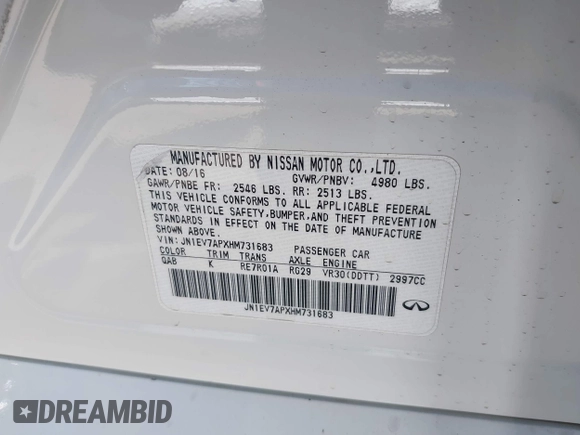 MANUFACTURED BY NISSAN MOTOR CO.,LTD.
DATE: 08/16 GVWR/PNBV: 4980 LBS.
GAWR/PNBE FR: 2546 LBS. RR: 2513 LBS.
THIS VEHICLE CONFORMS TO ALL APPLICABLE FEDERAL
MOTOR VEHICLE SAFETY,BUMPER,AND THEFT PREVENTION
STANDARDS IN EFFECT ON THE DATE OF MANUFACTURE
SHOWN ABOVE.
VIN: JN1EV7APXHM731683 PASSENGER CAR
COLOR TRIM TRANS AXLE ENGINE
QAB K RE7R01A RG29 VR30(DDTT) 2997CC
JN1EV7APXHM731683
INFINITI
DREAMBID